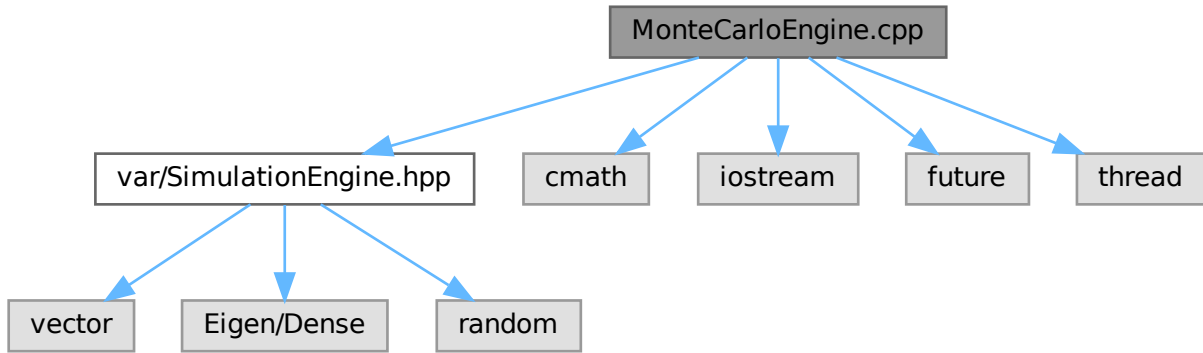 MonteCarloEngine.cpp
var/SimulationEngine.hpp
cmath
iostream
future
thread
vector
Eigen/Dense
random